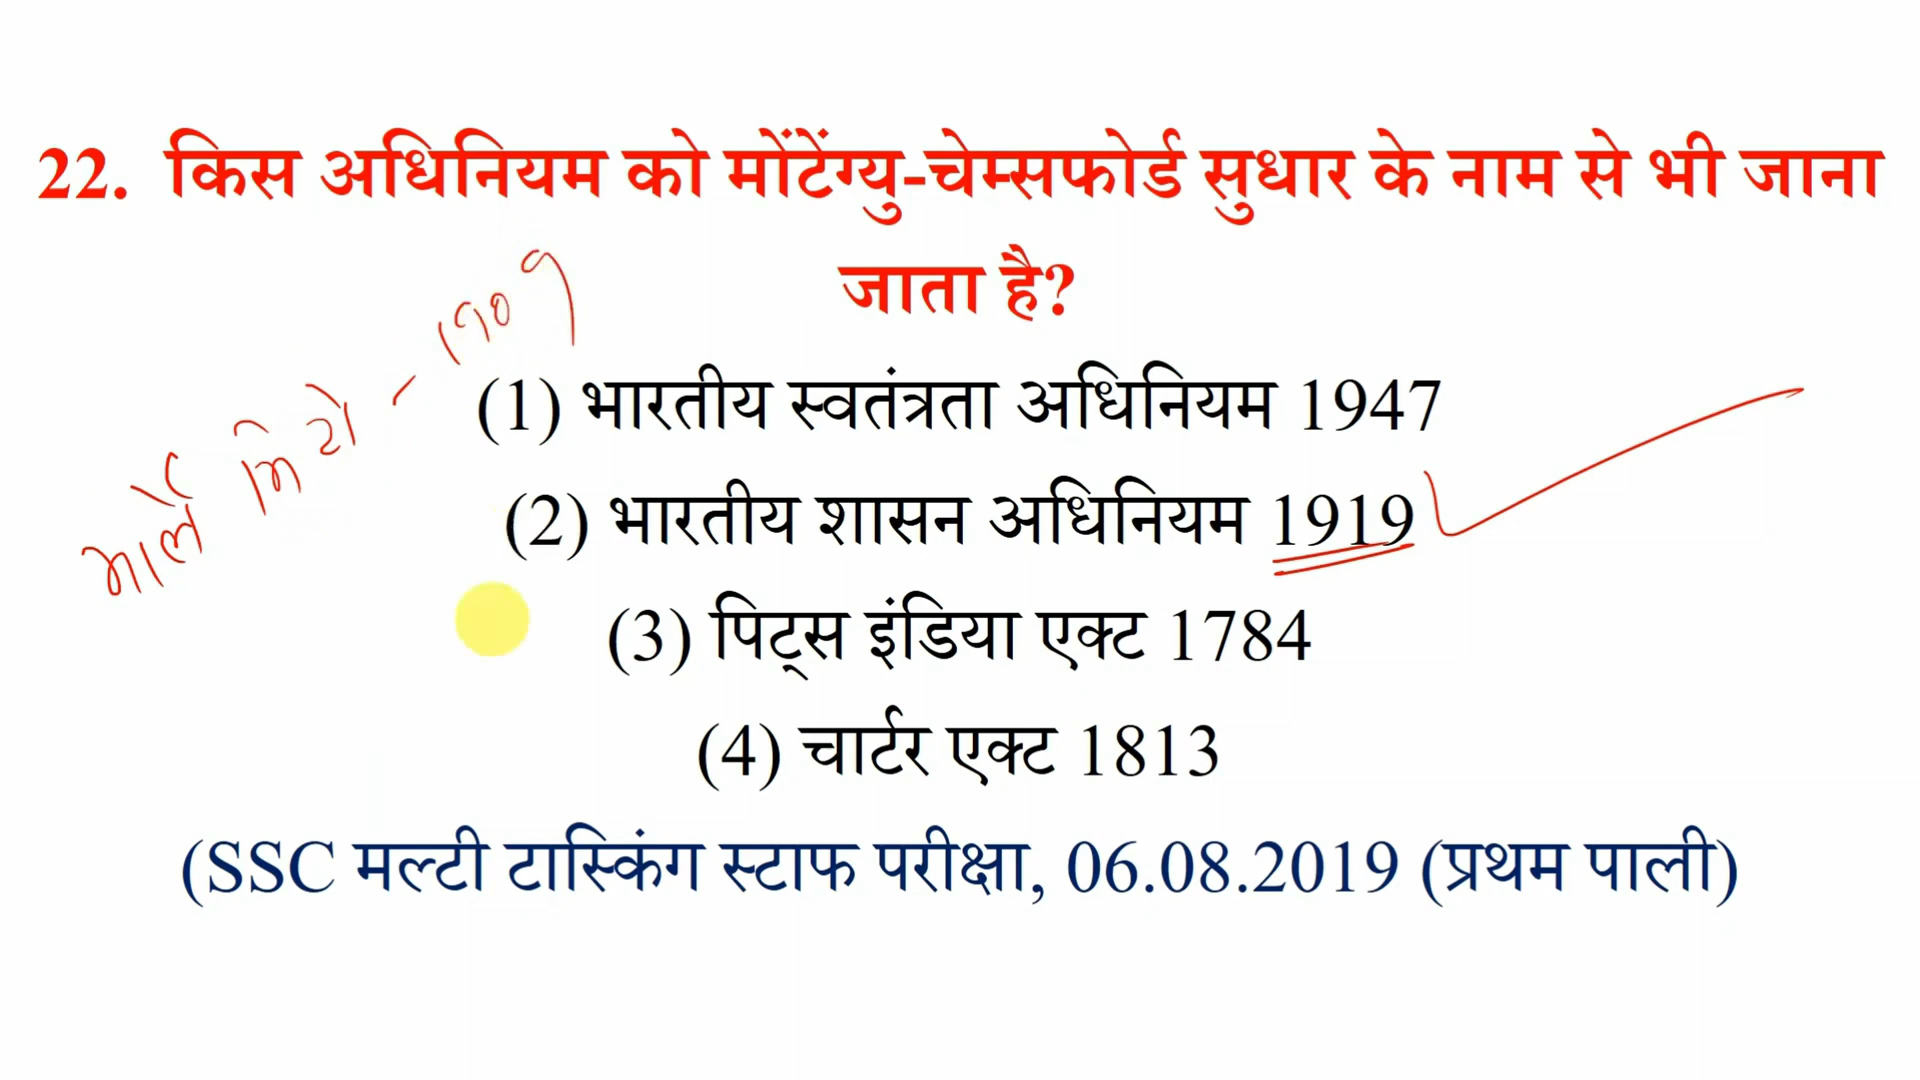 22. किस अधिनियम को मोंटेंग्यु-चेम्सफोर्ड सुधार के नाम से भी जाना
जाता है?
मार्ले मिंटो - 1909
(1) भारतीय स्वतंत्रता अधिनियम 1947
(2) भारतीय शासन अधिनियम 1919
(3) पिट्स इंडिया एक्ट 1784
(4) चार्टर एक्ट 1813
(SSC मल्टी टास्किंग स्टाफ परीक्षा, 06.08.2019 (प्रथम पाली)